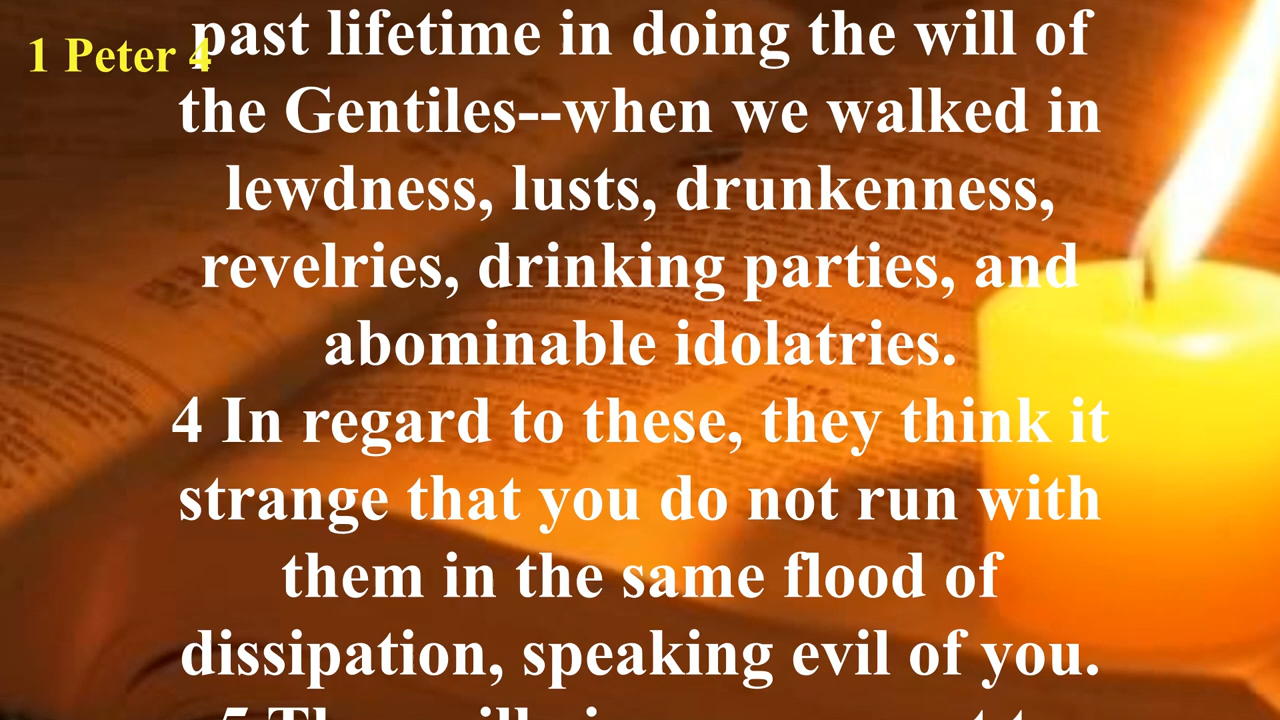 1 Peter 4
past lifetime in doing the will of
the Gentiles--when we walked in
lewdness, lusts, drunkenness,
revelries, drinking parties, and
abominable idolatries.
4 In regard to these, they think it
strange that you do not run with
them in the same flood of
dissipation, speaking evil of you.